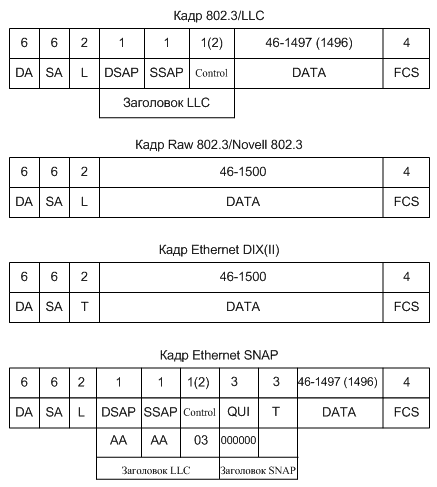 Кадр 802.3/LLC
6 6 2 1 1 1(2) 46-1497 (1496) 4
DA SA L DSAP SSAP Control DATA FCS
Заголовок LLC
Кадр Raw 802.3/Novell 802.3
6 6 2 46-1500 4
DA SA L DATA FCS
Кадр Ethernet DIX(II)
6 6 2 46-1500 4
DA SA T DATA FCS
Кадр Ethernet SNAP
6 6 2 1 1 1(2) 3 3 46-1497 (1496) 4
DA SA L DSAP SSAP Control QUI T DATA FCS
AA AA 03 000000
Заголовок LLC Заголовок SNAP